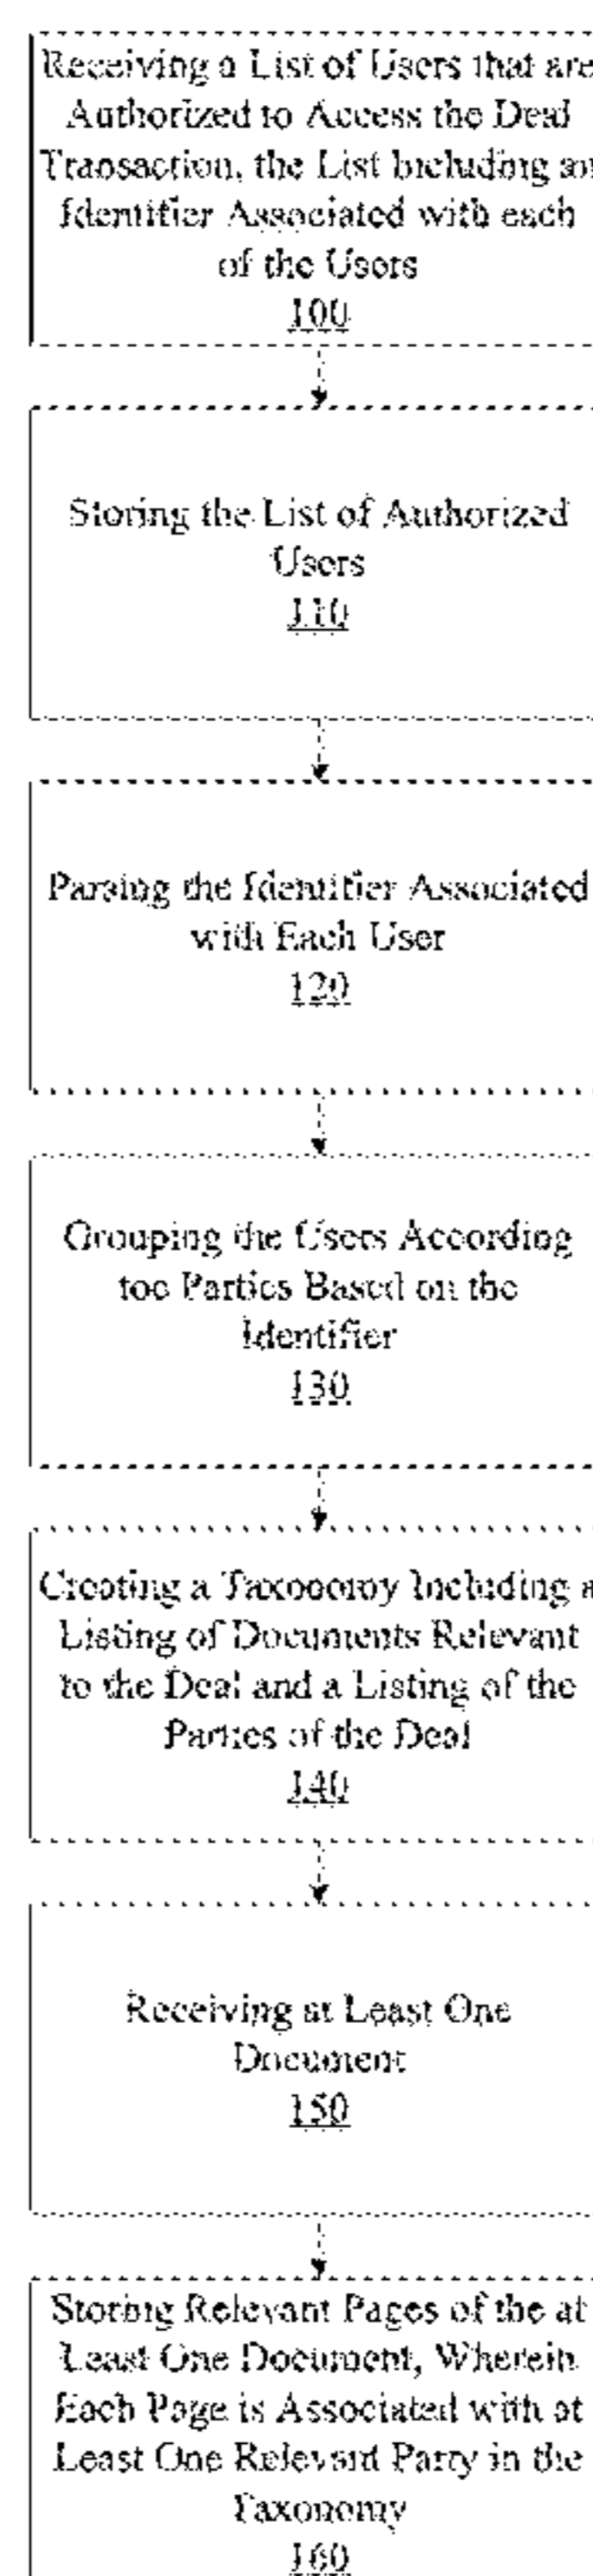 Receiving a List of Users that are
Authorized to Access the Deal
Transaction, the List Including an
Identifier Associated with each
of the Users
100
Storing the List of Authorized
Users
110
Parsing the Identifier Associated
with Each User
120
Grouping the Users According
toe Parties Based on the
Identifier
130
Creating a Taxonomy Including a
Listing of Documents Relevant
to the Deal and a Listing of the
Parties of the Deal
140
Receiving at Least One
Document
150
Storing Relevant Pages of the at
Least One Document, Wherein
Each Page is Associated with at
Least One Relevant Party in the
Taxonomy
160